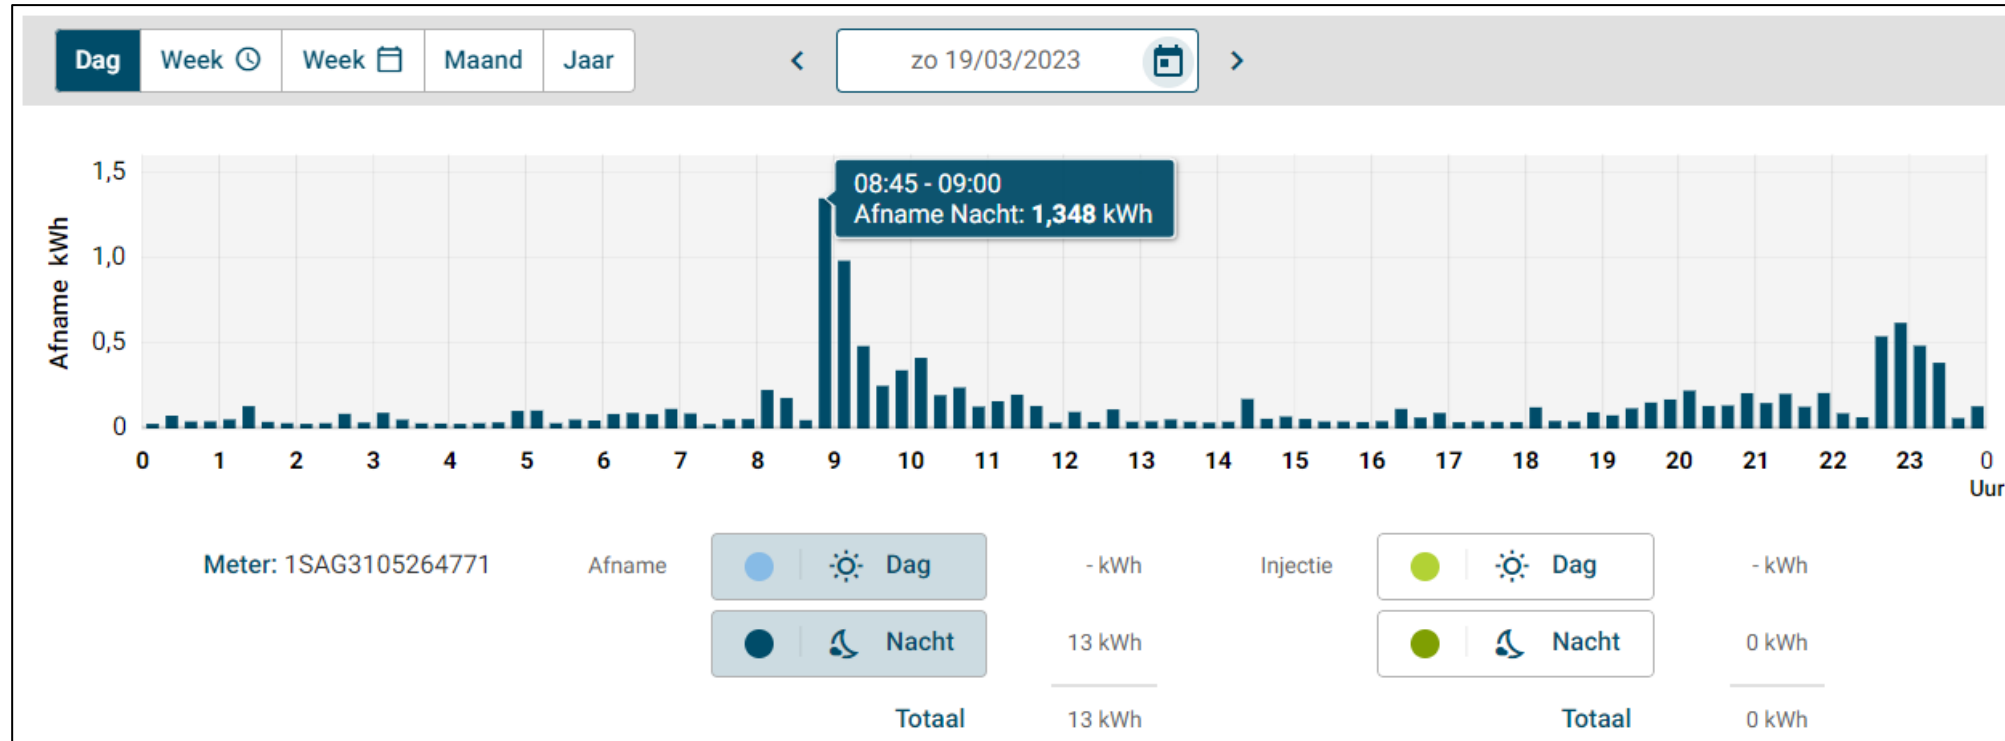 Dag Week Week Maand Jaar
zo 19/03/2023
Afname kWh
1,5
1,0
0,5
0
08:45 - 09:00
Afname Nacht: 1,348 kWh
0 1 2 3 4 5 6 7 8 9 10 11 12 13 14 15 16 17 18 19 20 21 22 23 0
Uur
Meter: 1SAG3105264771 Afname Dag - kWh Injectie Dag - kWh
Nacht 13 kWh Nacht 0 kWh
Totaal 13 kWh Totaal 0 kWh